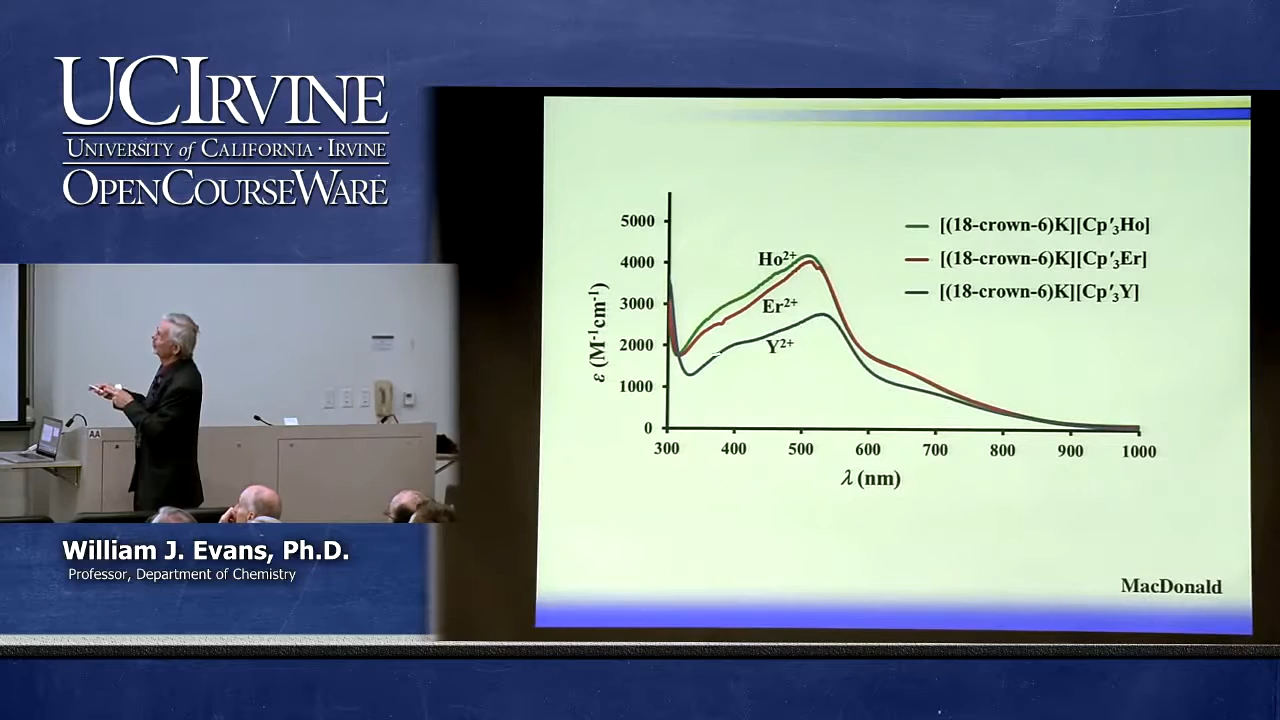 UCIRVINE
UNIVERSITY of CALIFORNIA · IRVINE
OPENCOURSEWARE
AA
William J. Evans, Ph.D.
Professor, Department of Chemistry
5000
4000
3000
2000
1000
0
ε (M⁻¹cm⁻¹)
300 400 500 600 700 800 900 1000
λ (nm)
Ho²⁺
Er²⁺
Y²⁺
[(18-crown-6)K][Cp′₃Ho]
[(18-crown-6)K][Cp′₃Er]
[(18-crown-6)K][Cp′₃Y]
MacDonald